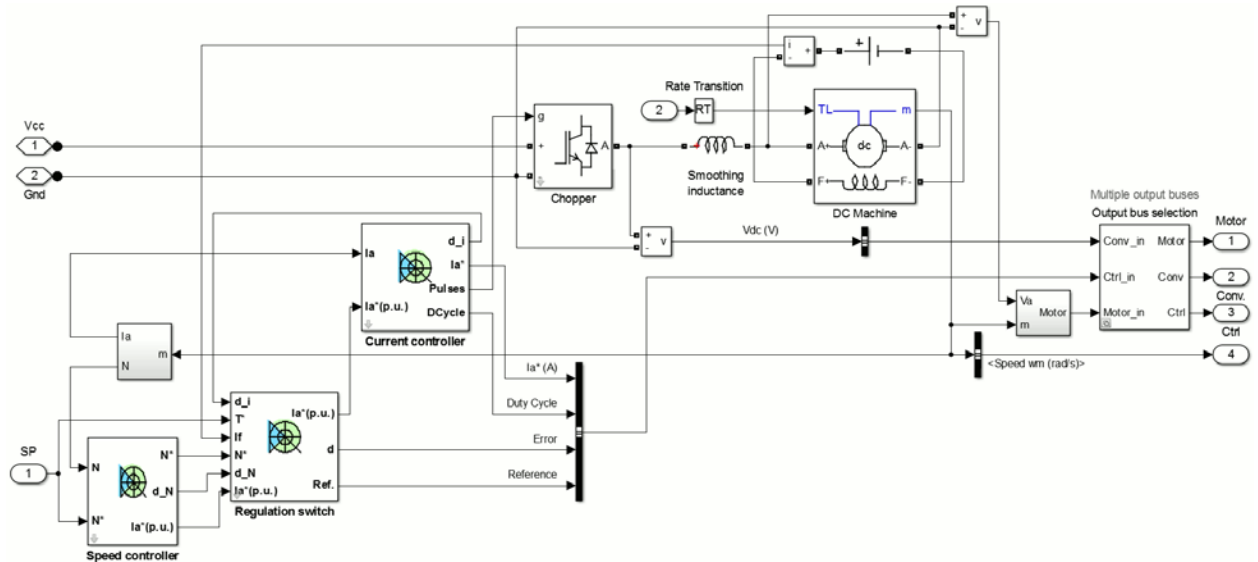 +
-
v
i
+
-
+
Rate Transition
2
RT
TL
m
Vcc
1
g
+
A
A+
dc
A-
2
Gnd
Smoothing
inductance
F+
F-
Chopper
DC Machine
Multiple output buses
Output bus selection
Motor
d_i
Ia
Ia*
Pulses
Ia*(p.u.)
DCycle
Current controller
+
-
v
Vdc (V)
Conv_in
Motor
1
Ctrl_in
Conv
2
Conv.
Motor_in
Ctrl
3
Ctrl
Va
Motor
m
Ia
N
m
<Speed wm (rad/s)>
4
Ia* (A)
Duty Cycle
Error
Reference
d_i
T*
If
N*
d_N
Ia*(p.u.)
Ia*(p.u.)
d
Ref.
Regulation switch
SP
1
N
N*
N*
d_N
Ia*(p.u.)
Speed controller